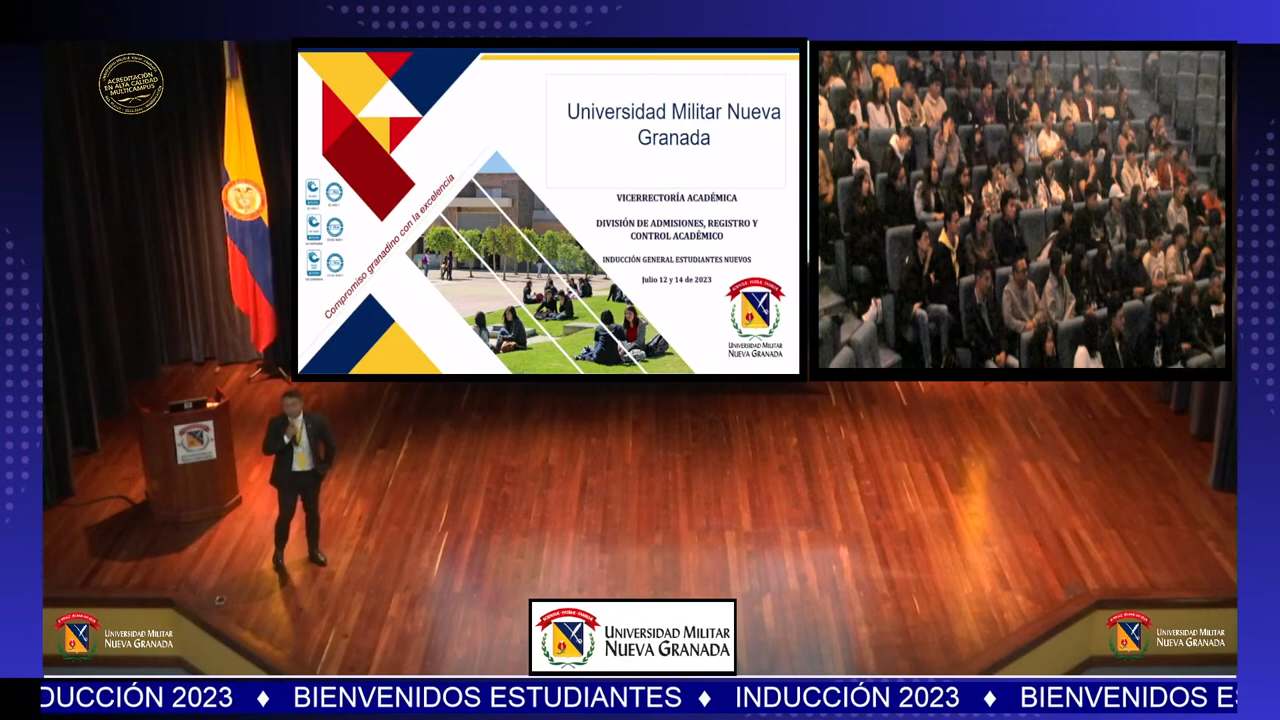 ACREDITACIÓN
EN ALTA CALIDAD
MULTICAMPUS
Universidad Militar Nueva
Granada
VICERRECTORÍA ACADÉMICA
DIVISIÓN DE ADMISIONES, REGISTRO Y
CONTROL ACADÉMICO
INDUCCIÓN GENERAL ESTUDIANTES NUEVOS
Julio 12 y 14 de 2023
Compromiso granadino con la excelencia
UNIVERSIDAD MILITAR
NUEVA GRANADA
UNIVERSIDAD MILITAR
NUEVA GRANADA
UNIVERSIDAD MILITAR
NUEVA GRANADA
UNIVERSIDAD MILITAR
NUEVA GRANADA
DUCCIÓN 2023 ♦ BIENVENIDOS ESTUDIANTES ♦ INDUCCIÓN 2023 ♦ BIENVENIDOS ES